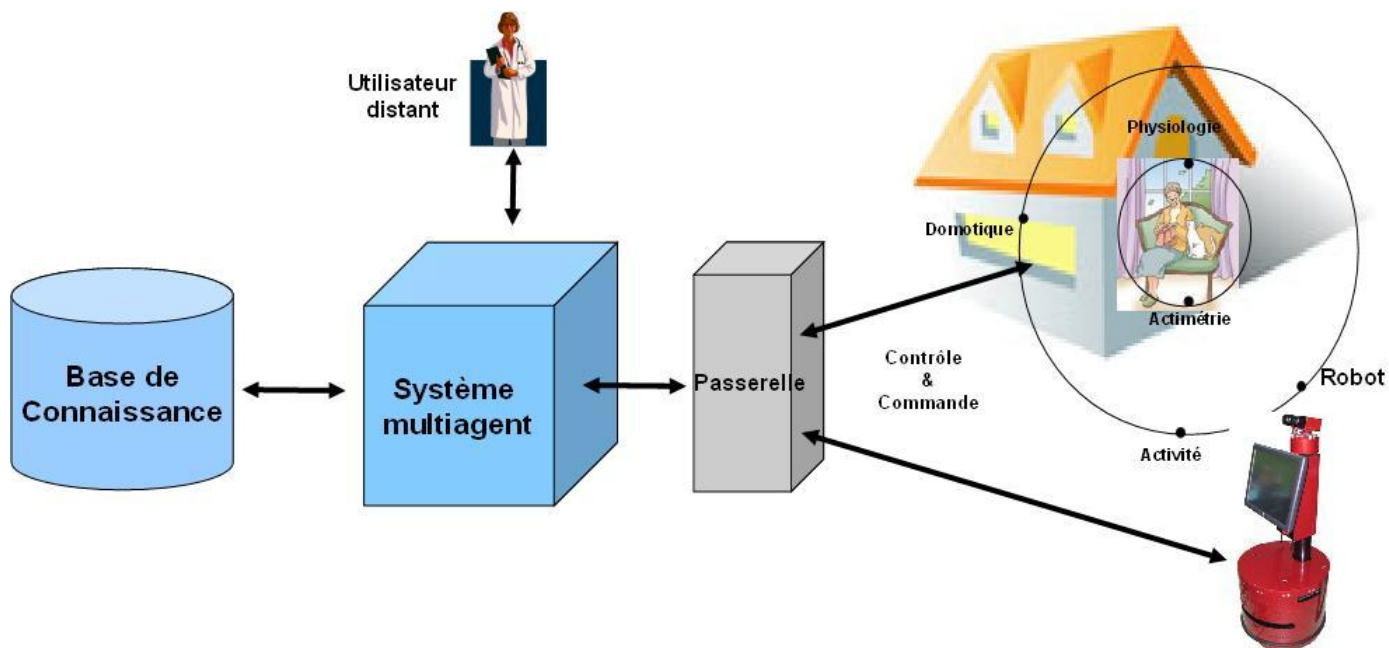 Utilisateur
distant
Physiologie
Domotique
Actimétrie
Base de
Connaissance
Système
multiagent
Passerelle
Contrôle
&
Commande
Robot
Activité